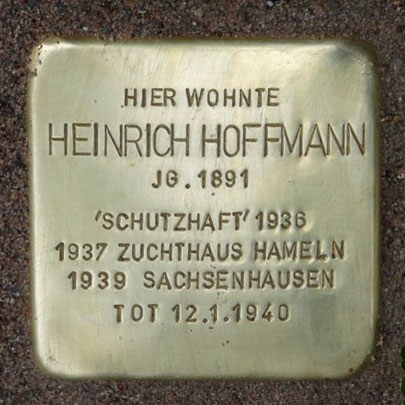 HIER WOHNTE
HEINRICH HOFFMANN
JG. 1891
'SCHUTZHAFT' 1936
1937 ZUCHTHAUS HAMELN
1939 SACHSENHAUSEN
TOT 12.1.1940